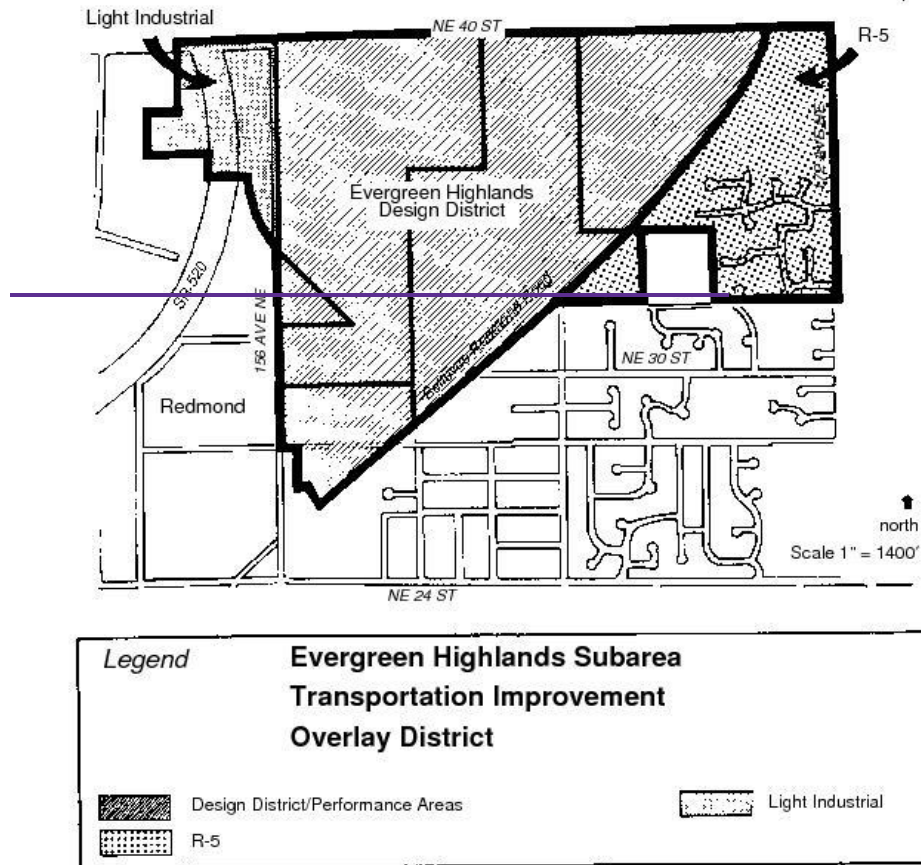 Light Industrial
NE 40 ST
R-5
Evergreen Highlands
Design District
SR-520
156 AVE NE
NE 30 ST
Redmond
north
Scale 1" = 1400'
NE 24 ST
Legend
Evergreen Highlands Subarea
Transportation Improvement
Overlay District
Design District/Performance Areas
Light Industrial
R-5